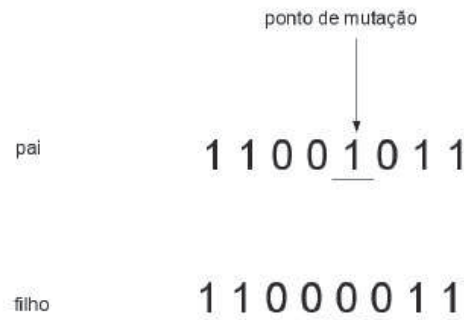 ponto de mutação
pai 1 1 0 0 1 0 1 1
filho 1 1 0 0 0 0 1 1